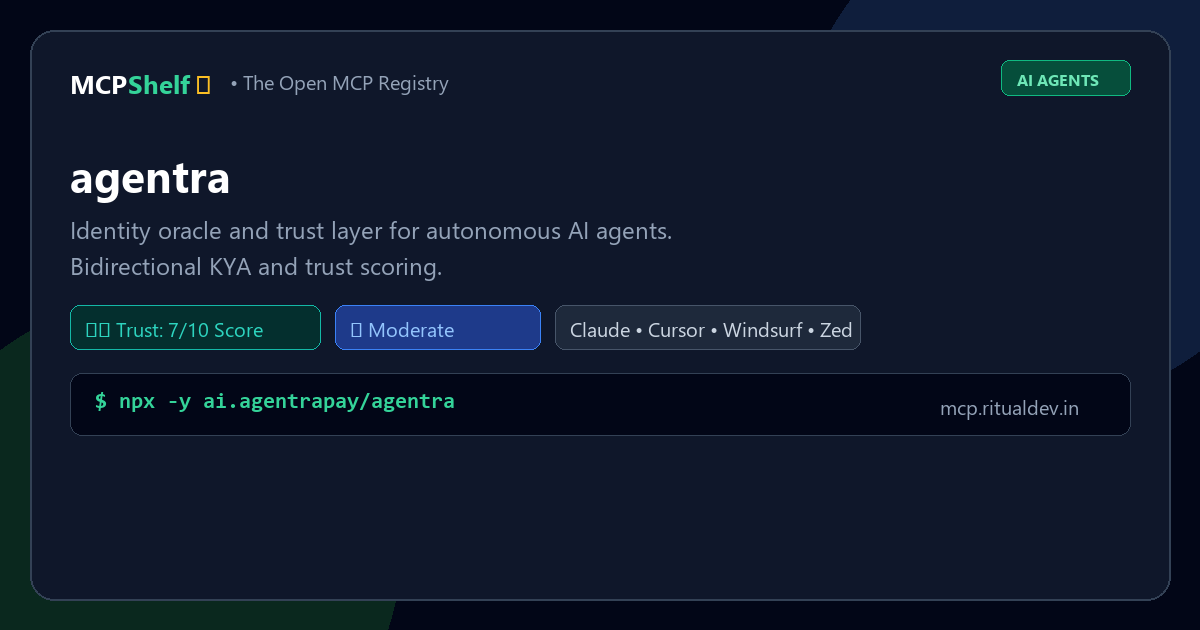 MCPShelf • The Open MCP Registry
AI AGENTS
agentra
Identity oracle and trust layer for autonomous AI agents.
Bidirectional KYA and trust scoring.
Trust: 7/10 Score
Moderate
Claude • Cursor • Windsurf • Zed
$ npx -y ai.agentrapay/agentra
mcp.ritualdev.in